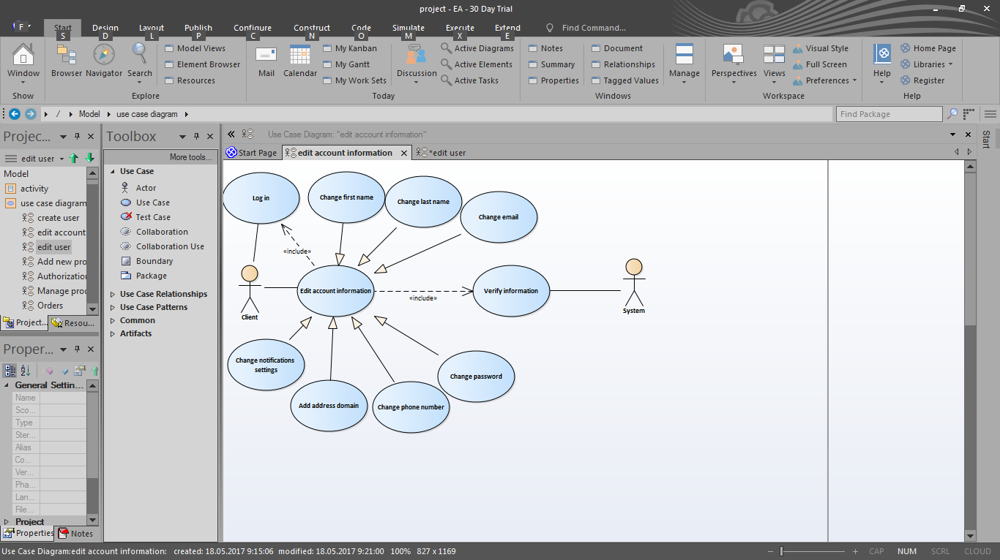 project - EA - 30 Day Trial
F
Start Design Layout Publish Configure Construct Code Simulate Execute Extend Find Command...
S D L P C N O M X E
Window
Show
Browser Navigator Search
Model Views
Element Browser
Resources
Explore
Mail Calendar
My Kanban
My Gantt
My Work Sets
Discussion
Active Diagrams
Active Elements
Active Tasks
Today
Notes
Summary
Properties
Document
Relationships
Tagged Values
Manage
Windows
Perspectives Views
Visual Style
Full Screen
Preferences
Workspace
Help
Home Page
Libraries
Register
Help
/ Model use case diagram
Find Package
Projec...
edit user
Model
activity
use case diagram
create user
edit account
edit user
Add new pro
Authorizatio
Manage prod
Orders
Project... Resou...
Proper...
General Settin...
Name
Sco...
Type
Ster...
Alias
Co...
Ver...
Pha...
Lan...
File...
Project
Properties Notes
Toolbox
More tools...
Use Case
Actor
Use Case
Test Case
Collaboration
Collaboration Use
Boundary
Package
Use Case Relationships
Use Case Patterns
Common
Artifacts
Use Case Diagram: "edit account information"
Start Page edit account information *edit user
Start
Log in
Change first name
Change last name
Change email
«include»
Client
Edit account information
«include»
Verify information
System
Change notifications
settings
Add address domain
Change phone number
Change password
Use Case Diagram:edit account information: created: 18.05.2017 9:15:06 modified: 18.05.2017 9:21:00 100% 827 x 1169
CAP NUM SCRL CLOUD